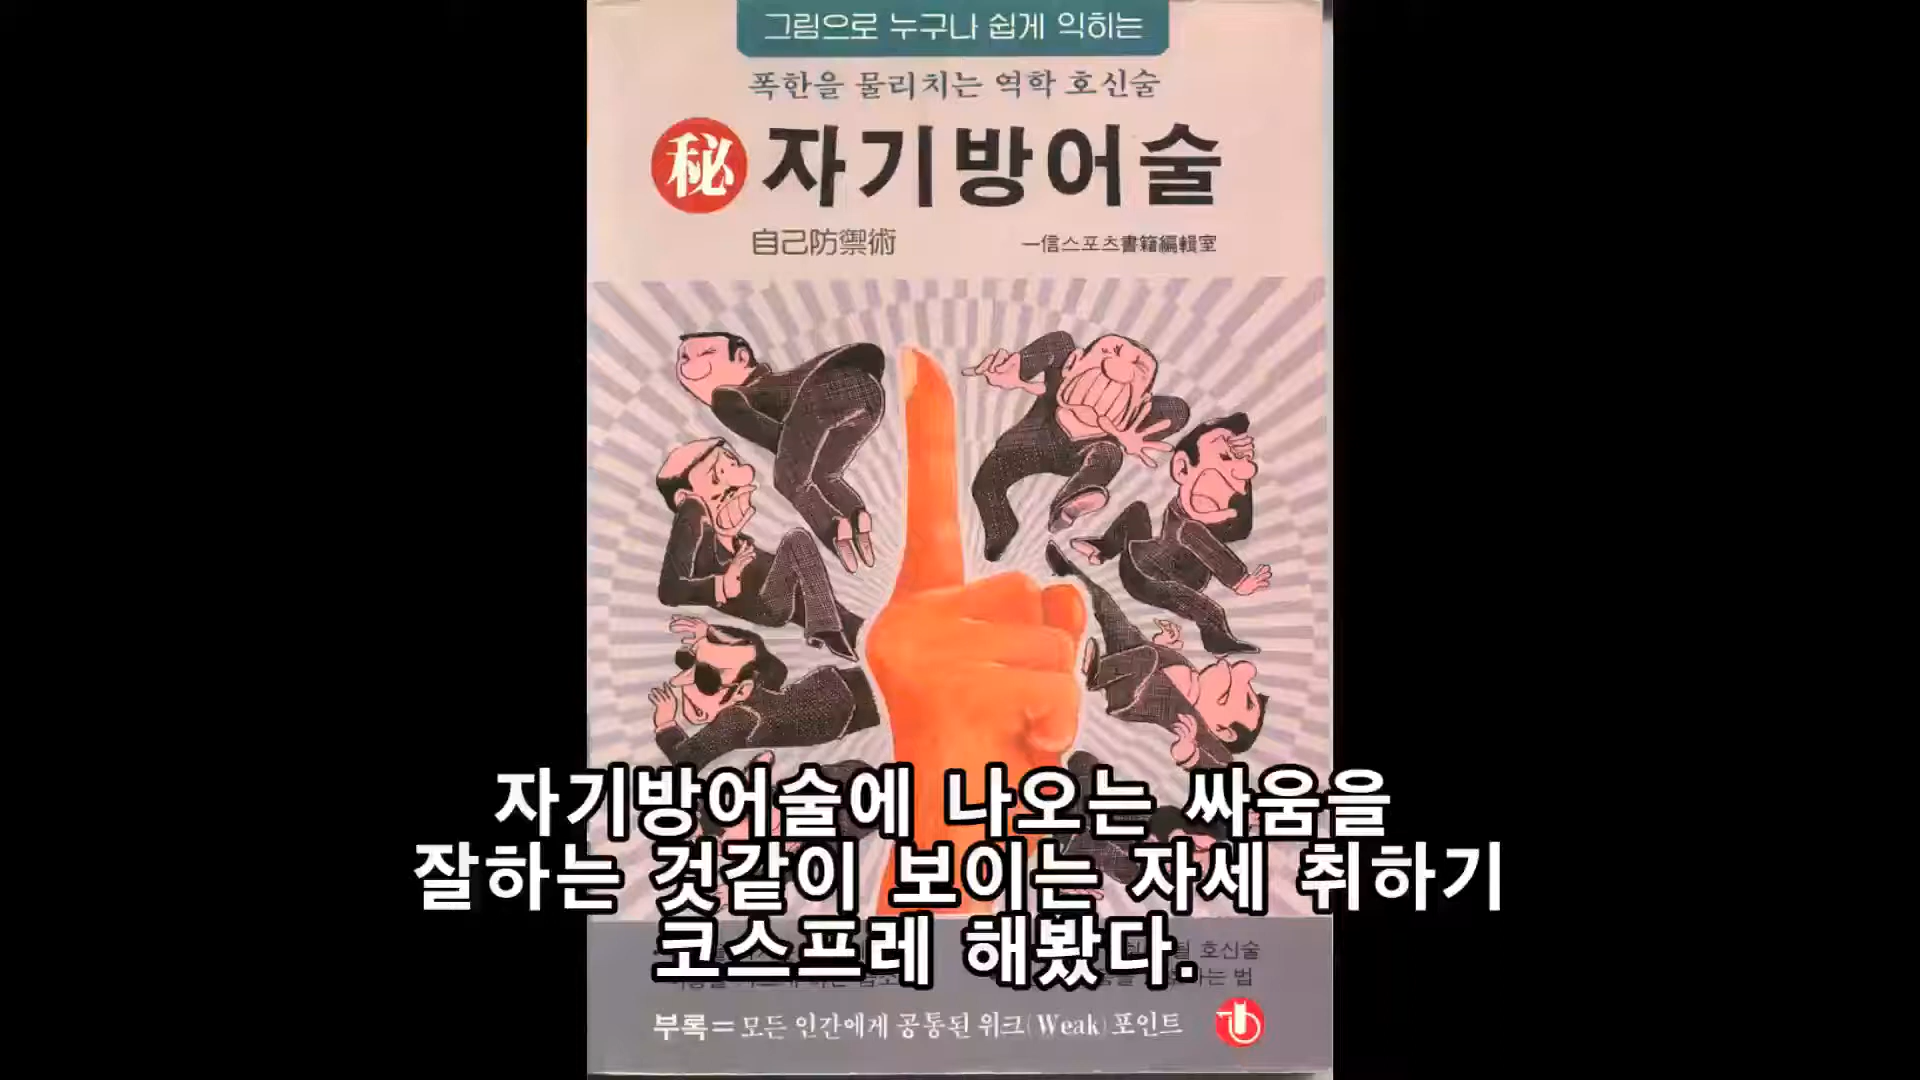 그림으로 누구나 쉽게 익히는
폭한을 물리치는 역학 호신술
秘 자기방어술
自己防禦術
一信スポツ書籍編輯室
자기방어술에 나오는 싸움을
잘하는 것같이 보이는 자세 취하기
코스프레 해봤다.
호신술
는 법
부록=모든 인간에게 공통된 위크(Weak)포인트